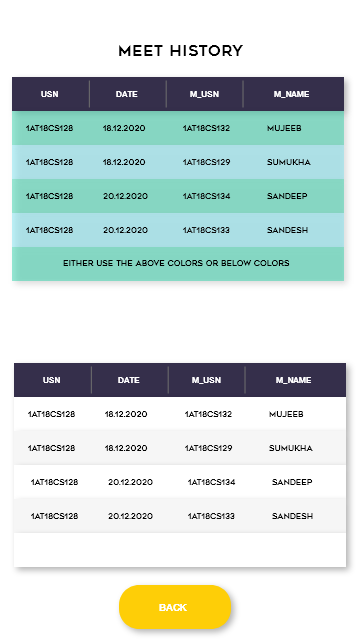 MEET HISTORY
USN DATE M_USN M_NAME
1AT18CS128 18.12.2020 1AT18CS132 MUJEEB
1AT18CS128 18.12.2020 1AT18CS129 SUMUKHA
1AT18CS128 20.12.2020 1AT18CS134 SANDEEP
1AT18CS128 20.12.2020 1AT18CS133 SANDESH
EITHER USE THE ABOVE COLORS OR BELOW COLORS
USN DATE M_USN M_NAME
1AT18CS128 18.12.2020 1AT18CS132 MUJEEB
1AT18CS128 18.12.2020 1AT18CS129 SUMUKHA
1AT18CS128 20.12.2020 1AT18CS134 SANDEEP
1AT18CS128 20.12.2020 1AT18CS133 SANDESH
BACK